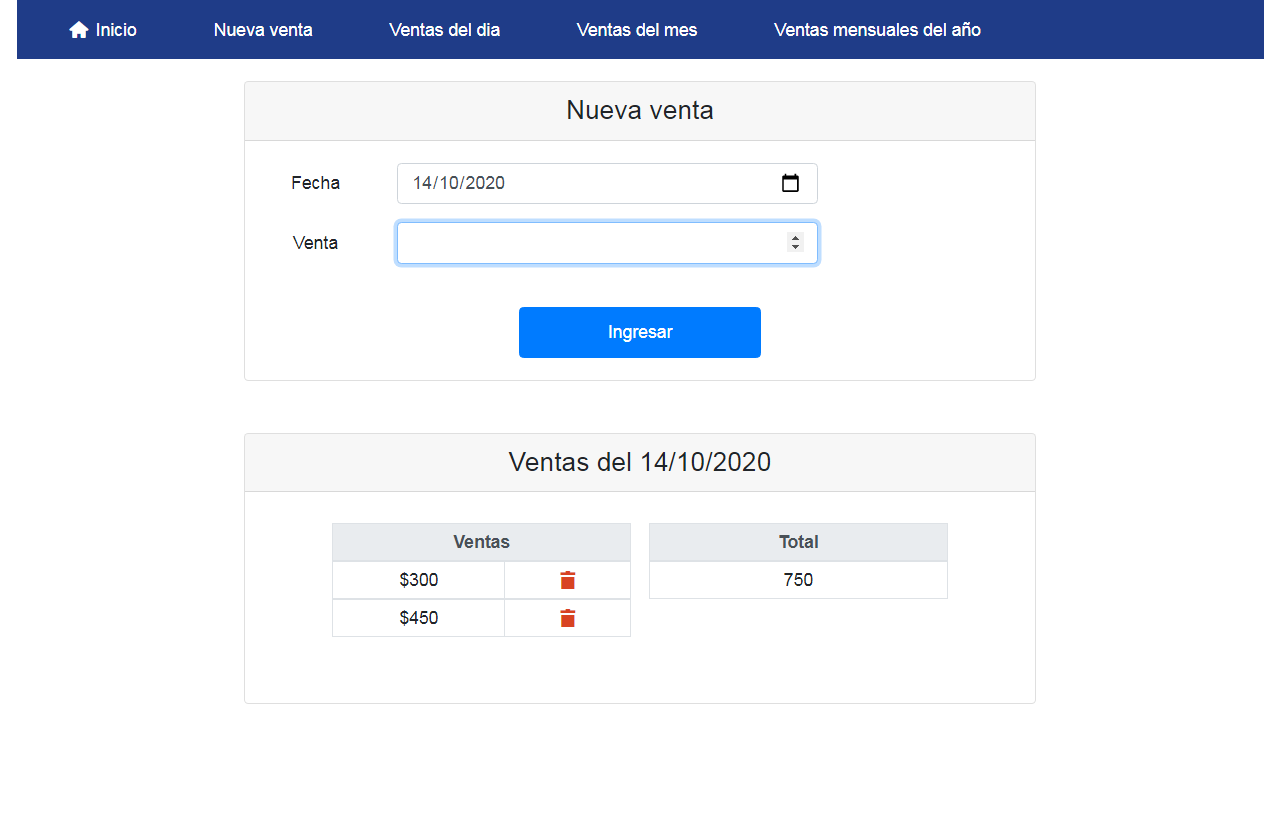 Inicio Nueva venta Ventas del dia Ventas del mes Ventas mensuales del año
Nueva venta
Fecha 14/10/2020
Venta
Ingresar
Ventas del 14/10/2020
Ventas Total
$300 750
$450